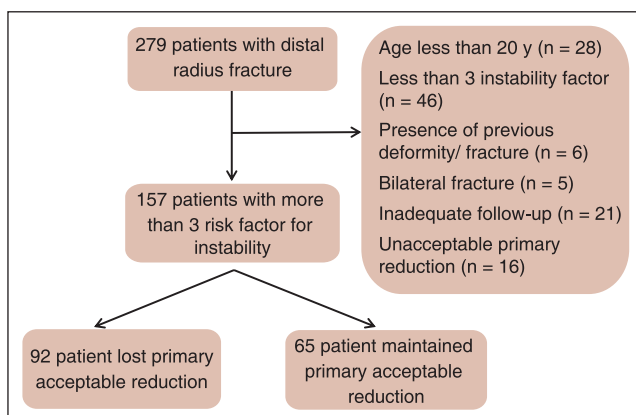 279 patients with distal
radius fracture
Age less than 20 y (n = 28)
Less than 3 instability factor
(n = 46)
Presence of previous
deformity/ fracture (n = 6)
Bilateral fracture (n = 5)
Inadequate follow-up (n = 21)
Unacceptable primary
reduction (n = 16)
157 patients with more
than 3 risk factor for
instability
92 patient lost primary
acceptable reduction
65 patient maintained
primary acceptable
reduction